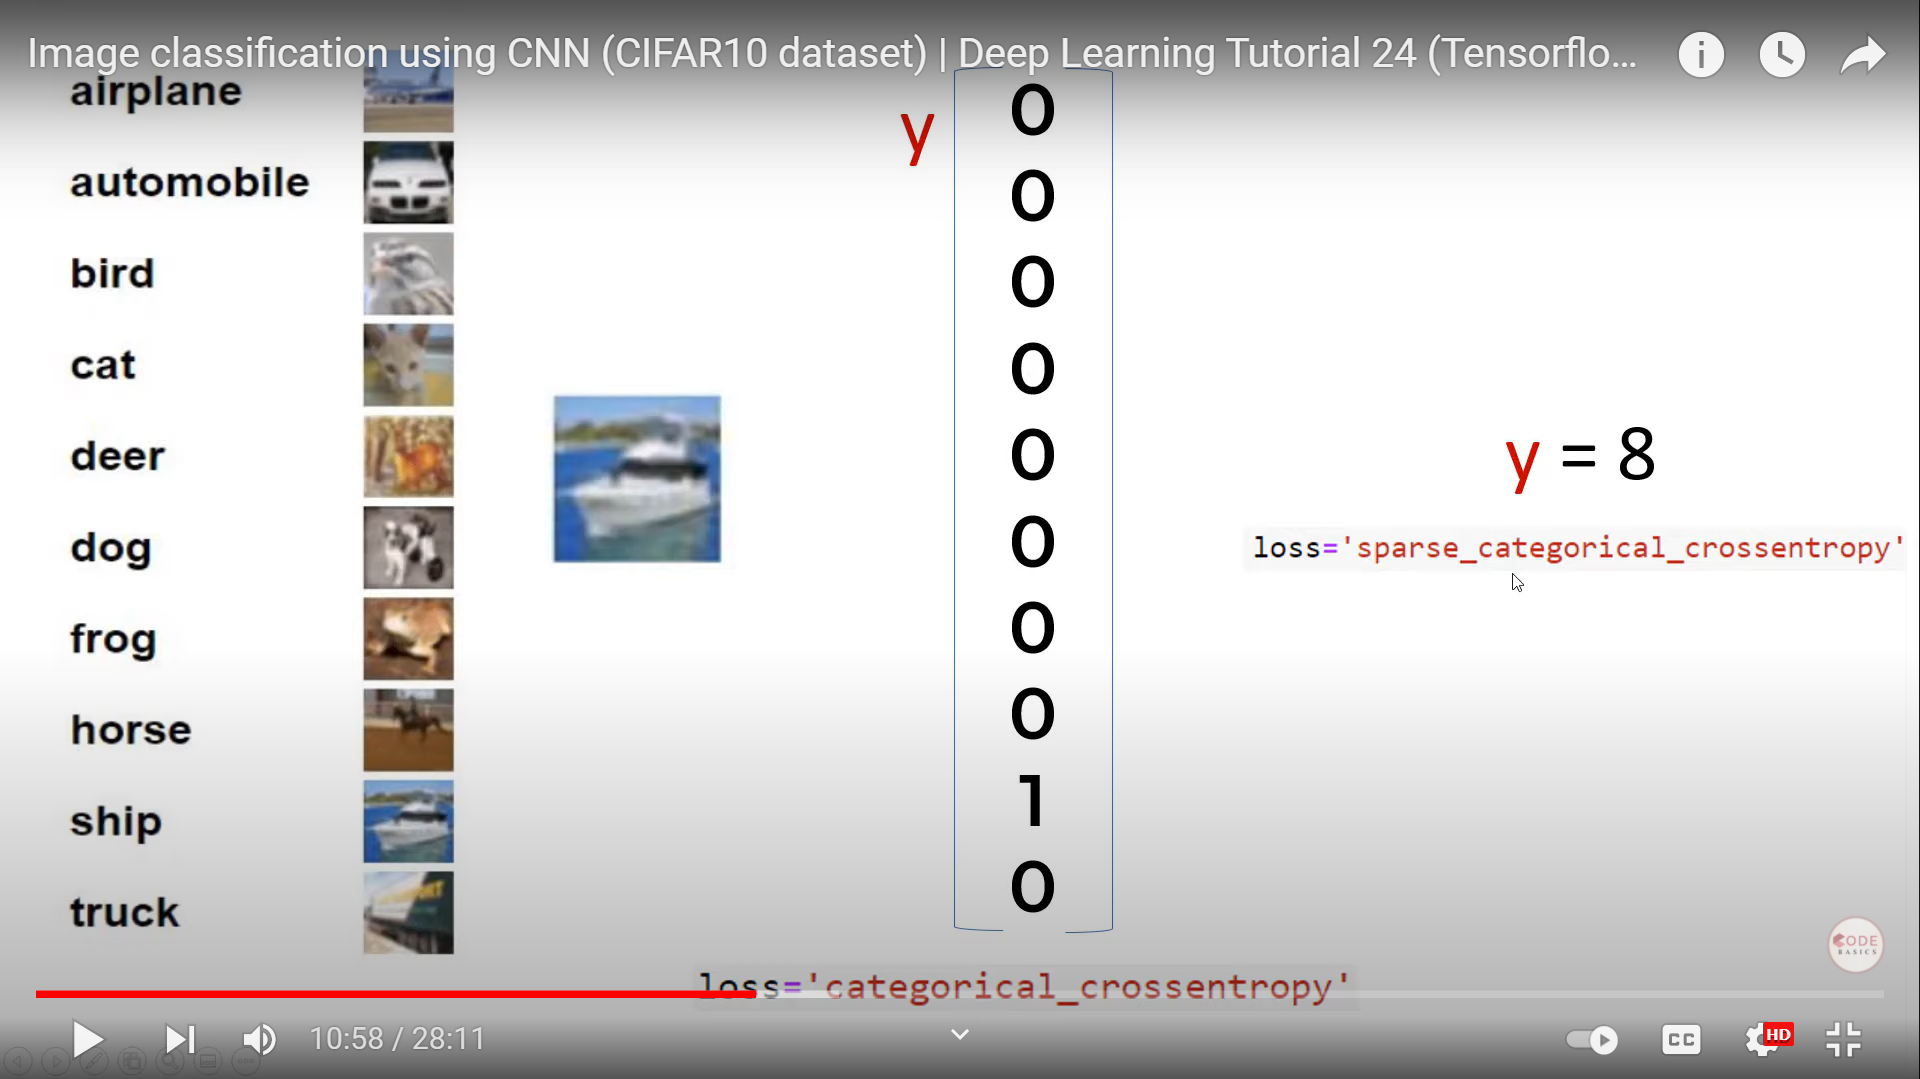 Image classification using CNN (CIFAR10 dataset) | Deep Learning Tutorial 24 (Tensorflo...
airplane
automobile
bird
cat
deer
dog
frog
horse
ship
truck
y
0
0
0
0
0
0
0
0
1
0
loss='categorical_crossentropy'
y = 8
loss='sparse_categorical_crossentropy'
CODE
BASICS
10:58 / 28:11
CC
HD